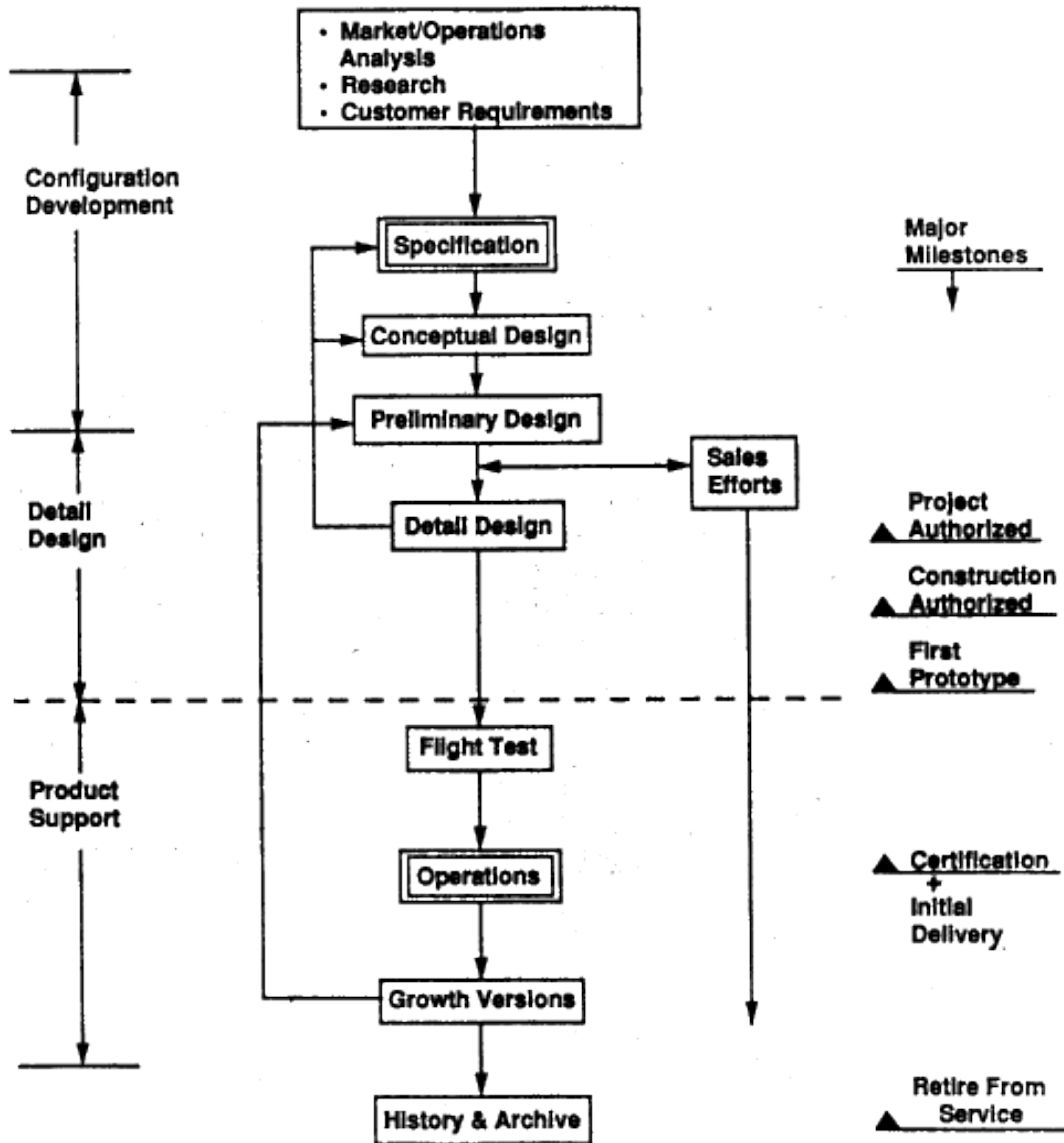 • Market/Operations
Analysis
• Research
• Customer Requirements
Configuration
Development
Specification
Major
Milestones
Conceptual Design
Preliminary Design
Sales
Efforts
Detail
Design
Detail Design
Project
Authorized
Construction
Authorized
First
Prototype
Flight Test
Product
Support
Operations
Certification
+
Initial
Delivery
Growth Versions
History & Archive
Retire From
Service